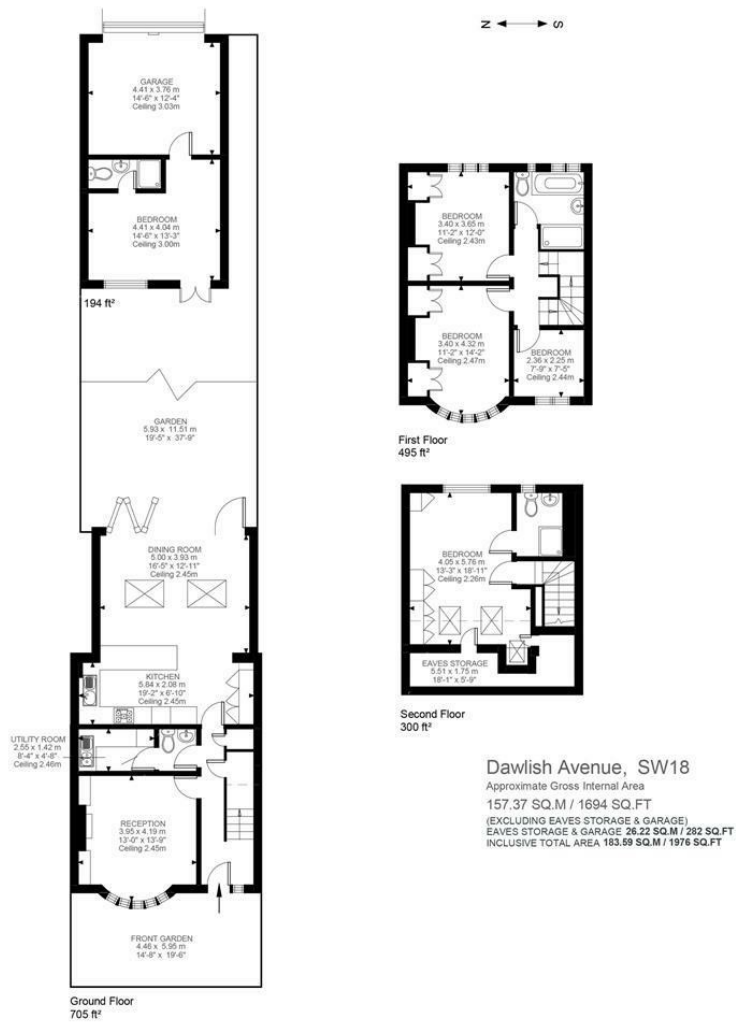 N S
GARAGE
4.41 x 3.76 m
14'-6" x 12'-4"
Ceiling 3.03m
BEDROOM
4.41 x 4.04 m
14'-6" x 13'-3"
Ceiling 3.00m
194 ft²
GARDEN
5.93 x 11.51 m
19'-5" x 37'-9"
DINING ROOM
5.00 x 3.93 m
16'-5" x 12'-11"
Ceiling 2.45m
KITCHEN
5.84 x 2.08 m
19'-2" x 6'-10"
Ceiling 2.45m
UTILITY ROOM
2.55 x 1.42 m
8'-4" x 4'-8"
Ceiling 2.46m
RECEPTION
3.95 x 4.19 m
13'-0" x 13'-9"
Ceiling 2.45m
FRONT GARDEN
4.46 x 5.95 m
14'-8" x 19'-6"
Ground Floor
705 ft²
BEDROOM
3.40 x 3.65 m
11'-2" x 12'-0"
Ceiling 2.43m
BEDROOM
3.40 x 4.32 m
11'-2" x 14'-2"
Ceiling 2.47m
BEDROOM
2.36 x 2.25 m
7'-9" x 7'-5"
Ceiling 2.44m
First Floor
495 ft²
BEDROOM
4.05 x 5.76 m
13'-3" x 18'-11"
Ceiling 2.26m
EAVES STORAGE
5.51 x 1.75 m
18'-1" x 5'-9"
Second Floor
300 ft²
Dawlish Avenue, SW18
Approximate Gross Internal Area
157.37 SQ.M / 1694 SQ.FT
(EXCLUDING EAVES STORAGE & GARAGE)
EAVES STORAGE & GARAGE 26.22 SQ.M / 282 SQ.FT
INCLUSIVE TOTAL AREA 183.59 SQ.M / 1976 SQ.FT